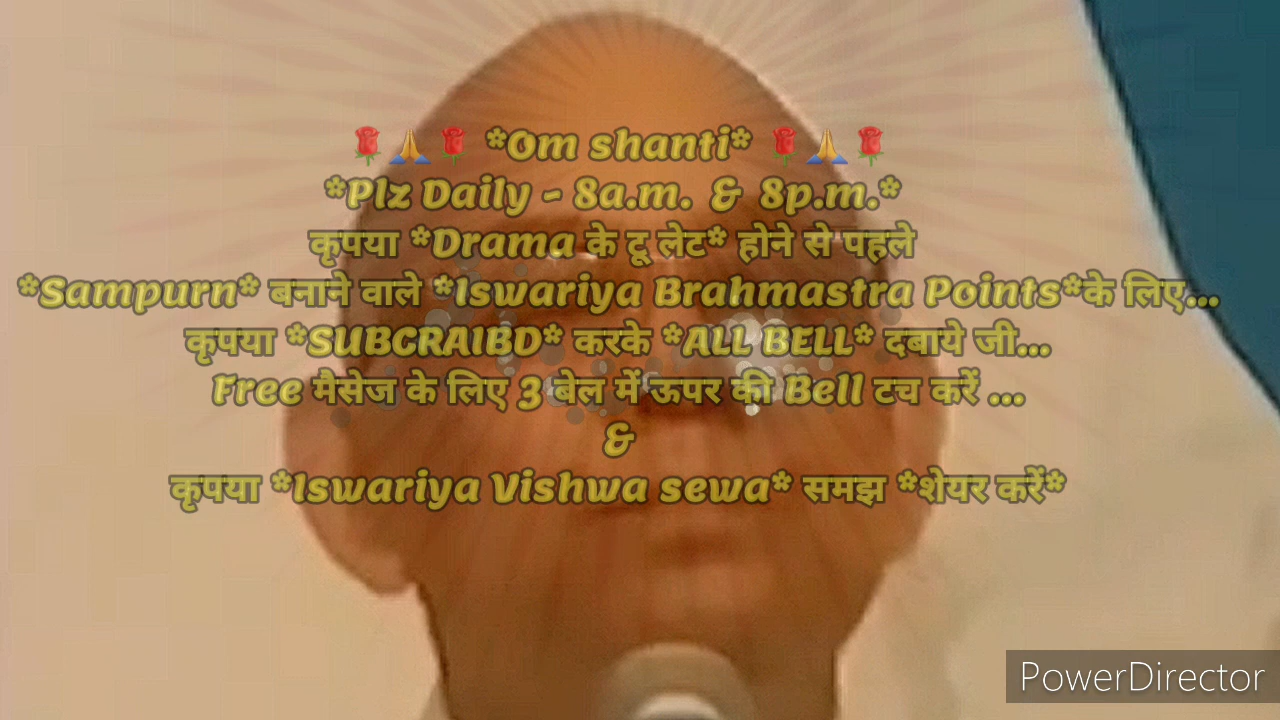 🌹🙏🌹 *Om shanti* 🌹🙏🌹
*Plz Daily - 8a.m. & 8p.m.*
कृपया *Drama के टू लेट* होने से पहले
*Sampurn* बनाने वाले *Iswariya Brahmastra Points*के लिए...
कृपया *SUBCRAIBD* करके *ALL BELL* दबाये जी...
Free मैसेज के लिए 3 बेल में ऊपर की Bell टच करें ...
&
कृपया *Iswariya Vishwa sewa* समझ *शेयर करें*
PowerDirector